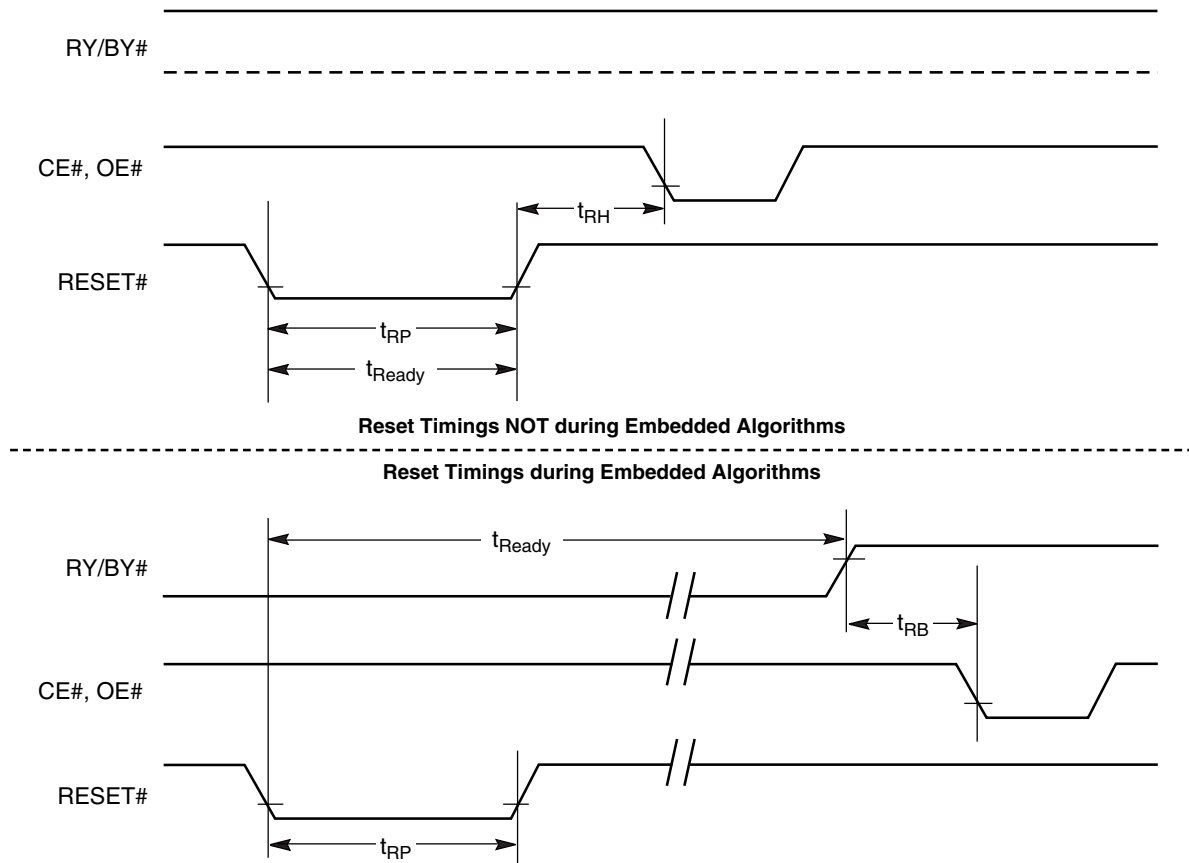 RY/BY#
CE#, OE#
tRH
RESET#
tRP
tReady
Reset Timings NOT during Embedded Algorithms
Reset Timings during Embedded Algorithms
tReady
RY/BY#
tRB
CE#, OE#
RESET#
tRP